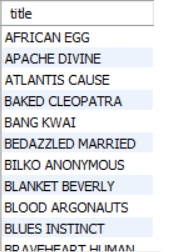 title
AFRICAN EGG
APACHE DIVINE
ATLANTIS CAUSE
BAKED CLEOPATRA
BANG KWAI
BEDAZZLED MARRIED
BILKO ANONYMOUS
BLANKET BEVERLY
BLOOD ARGONAUTS
BLUES INSTINCT
BRAVEHEART HUMAN